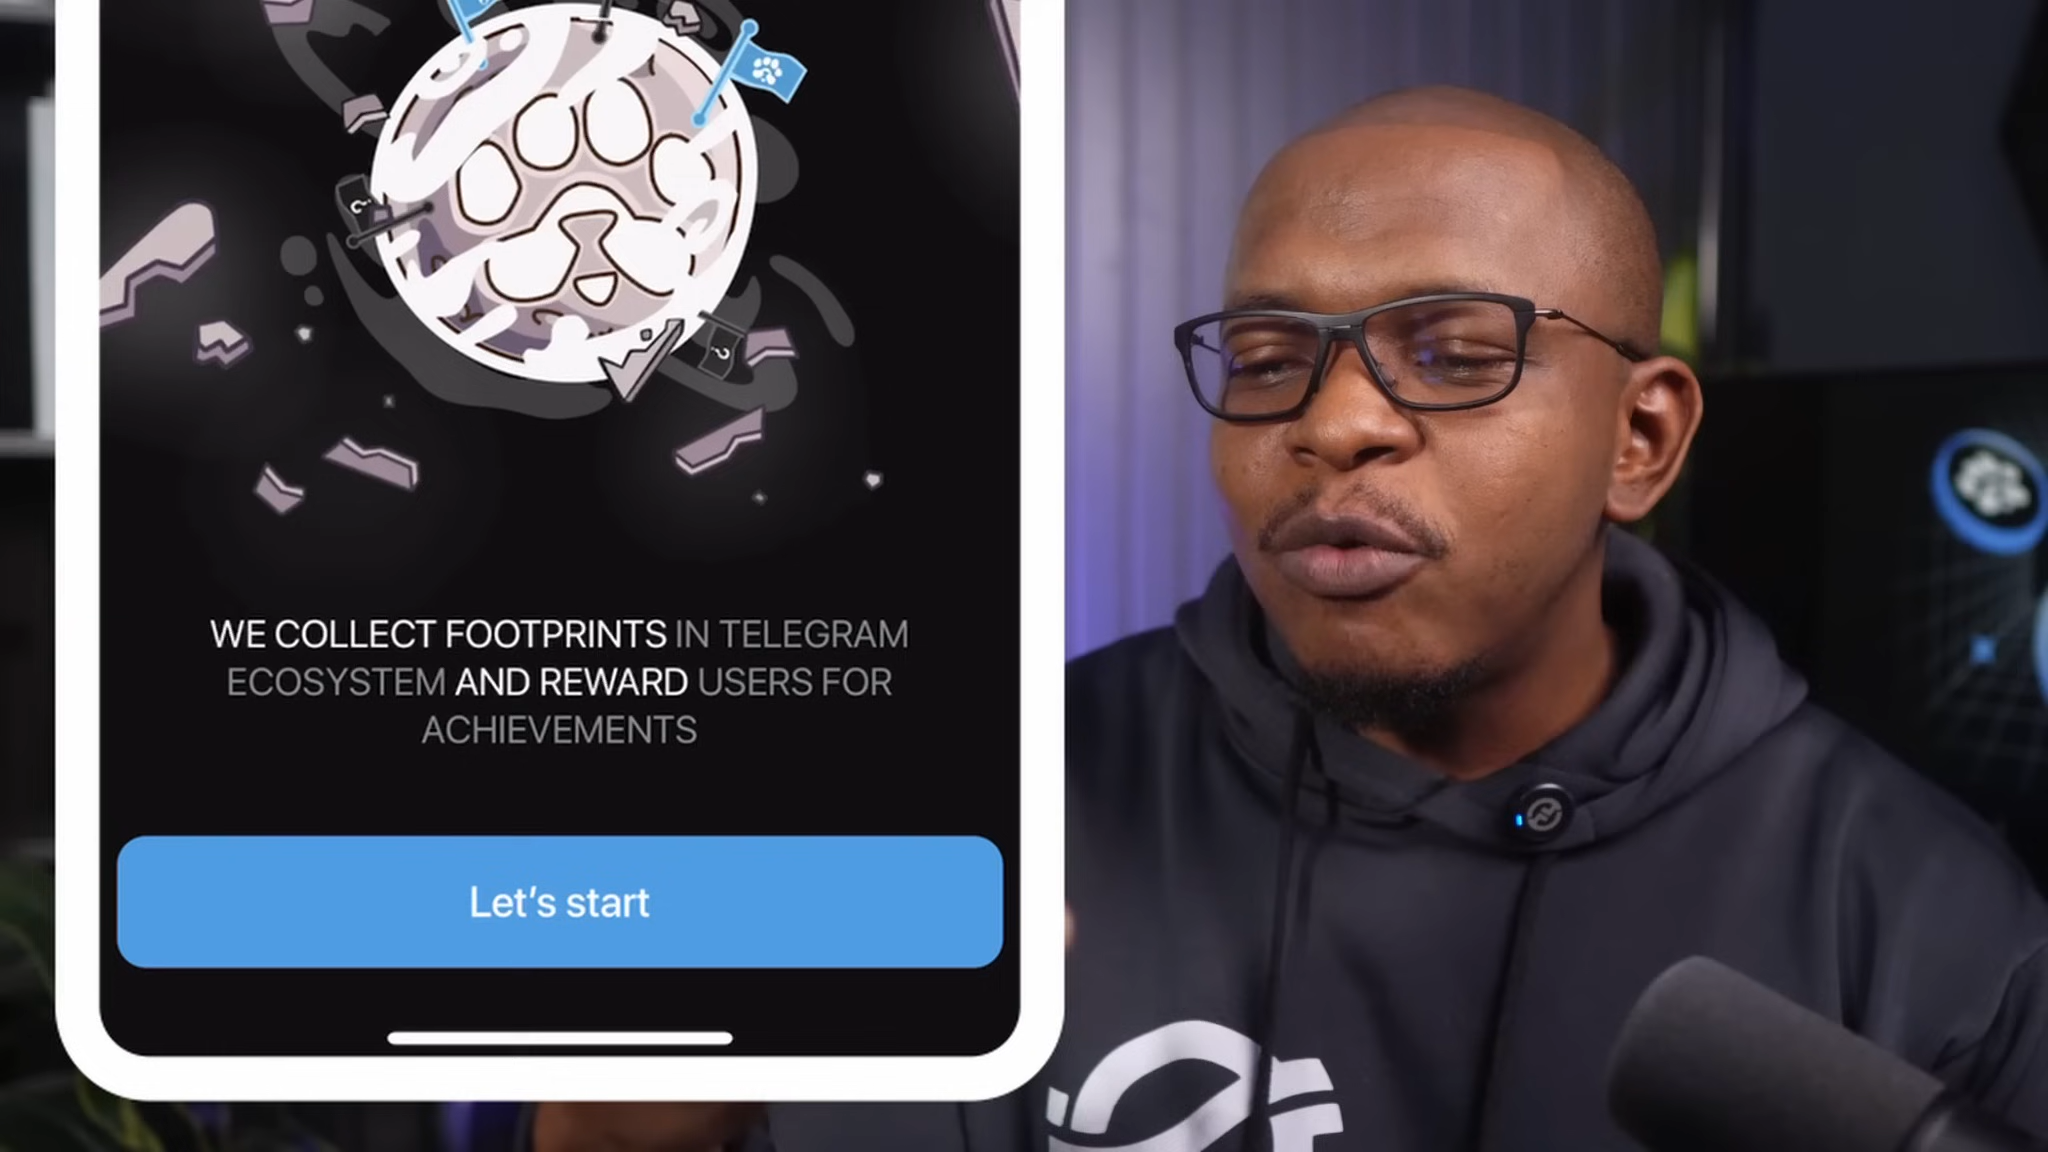 WE COLLECT FOOTPRINTS IN TELEGRAM
ECOSYSTEM AND REWARD USERS FOR
ACHIEVEMENTS
Let's start